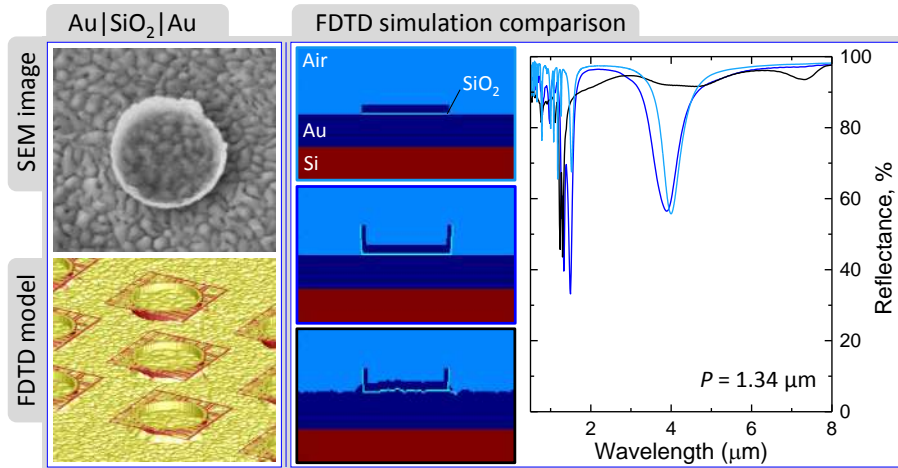 Au|SiO₂|Au
FDTD simulation comparison
SEM image
FDTD model
Air
SiO₂
Au
Si
100
80
60
40
20
0
Reflectance, %
P = 1.34 μm
2
4
6
8
Wavelength (μm)